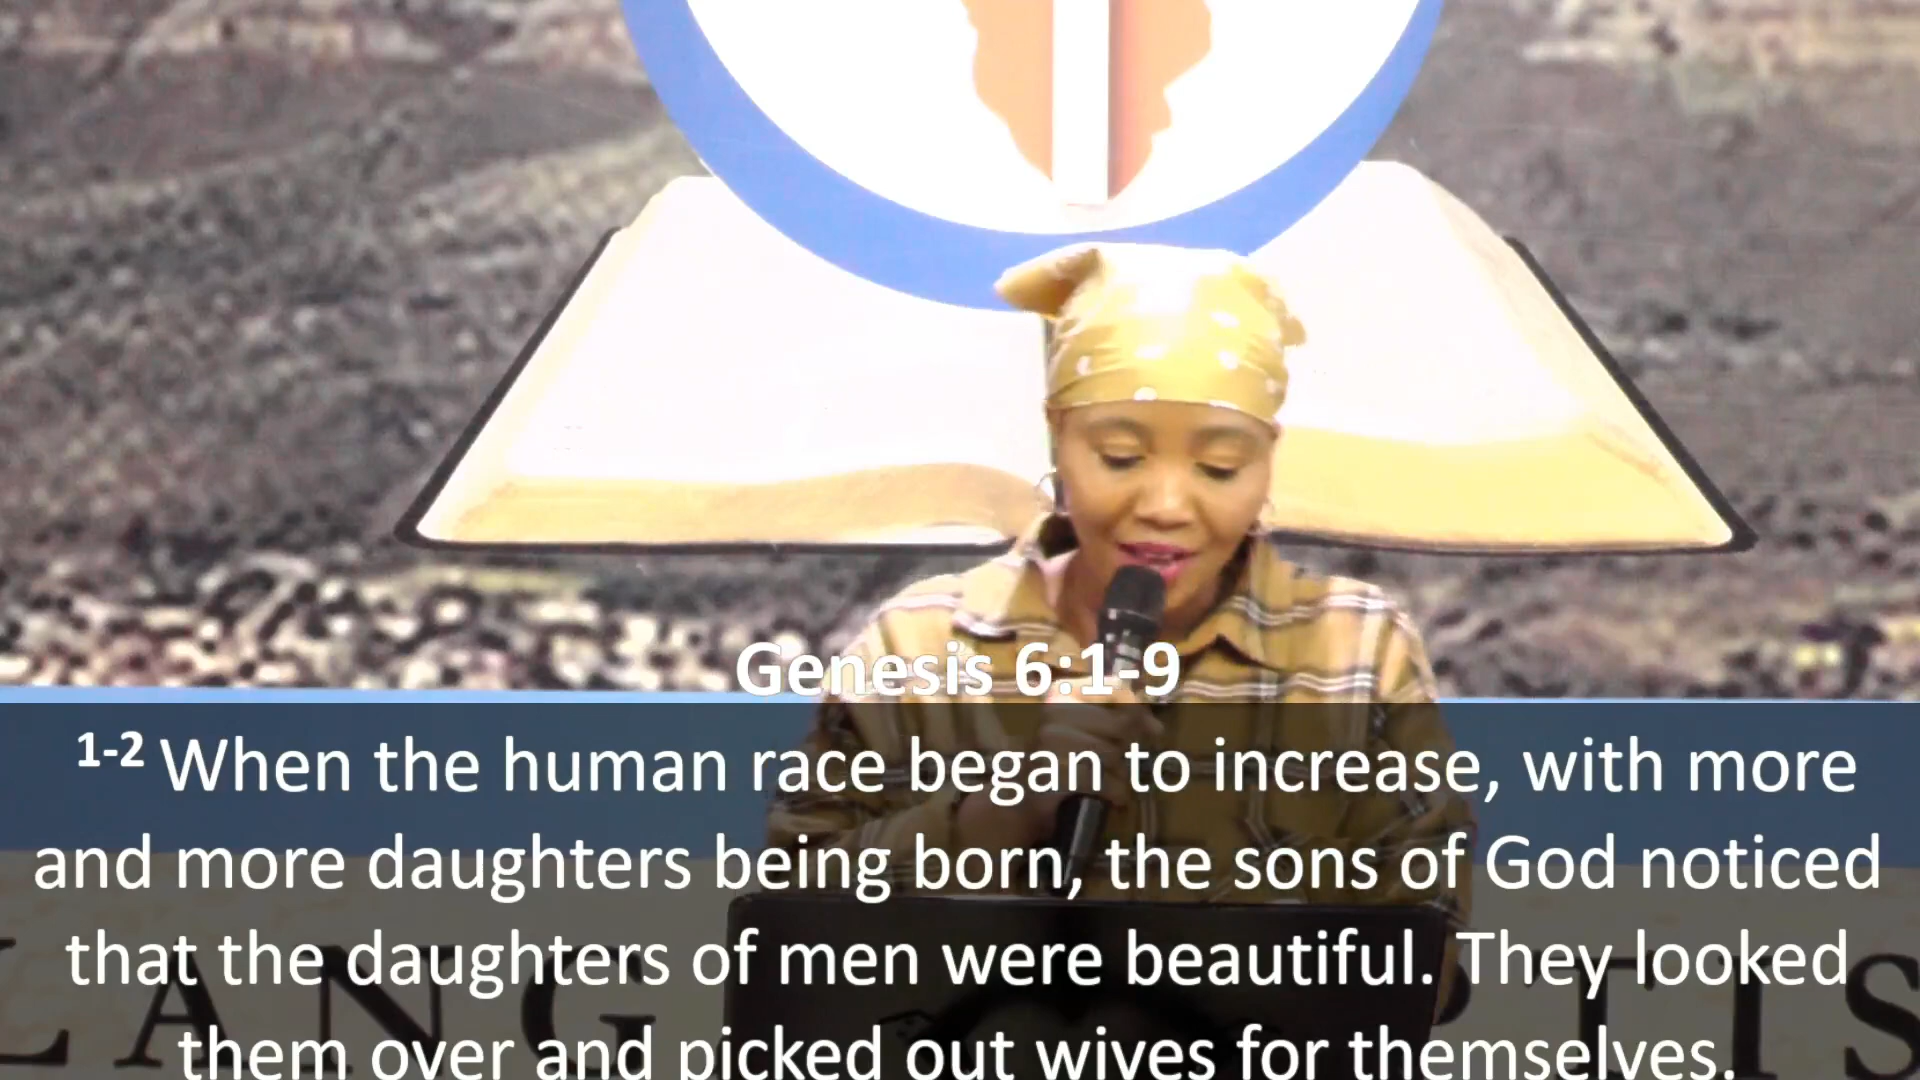 Genesis 6:1-9
1-2 When the human race began to increase, with more
and more daughters being born, the sons of God noticed
that the daughters of men were beautiful. They looked
them over and picked out wives for themselves.
LANG PTIS